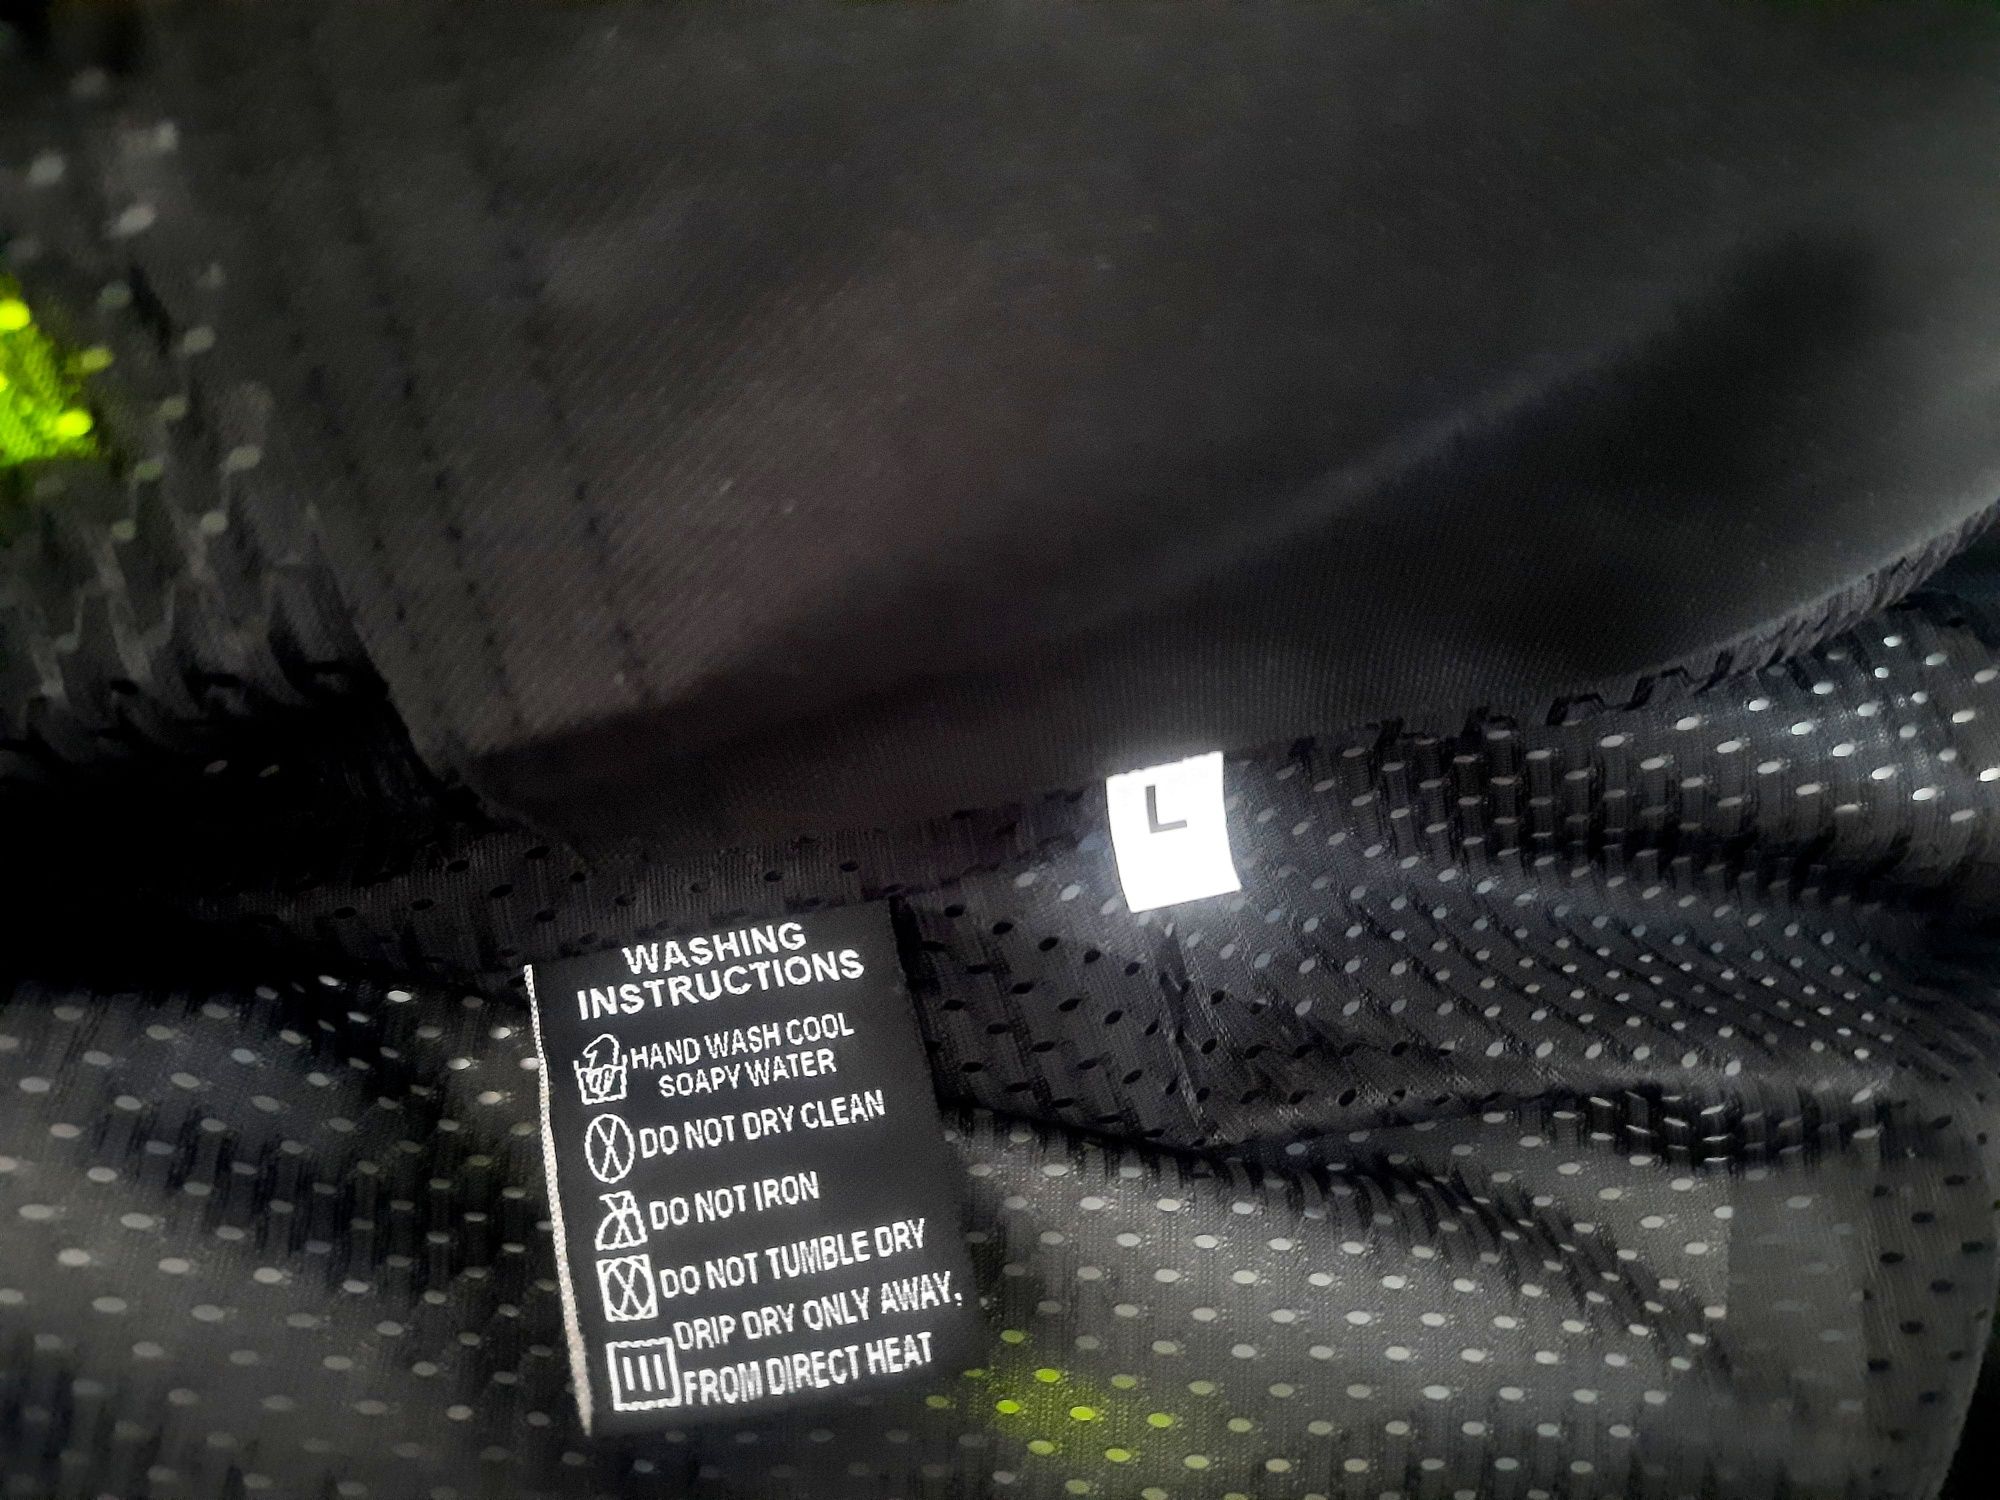 L
WASHING
INSTRUCTIONS
HAND WASH COOL
SOAPY WATER
DO NOT DRY CLEAN
DO NOT IRON
DO NOT TUMBLE DRY
DRIP DRY ONLY AWAY,
FROM DIRECT HEAT